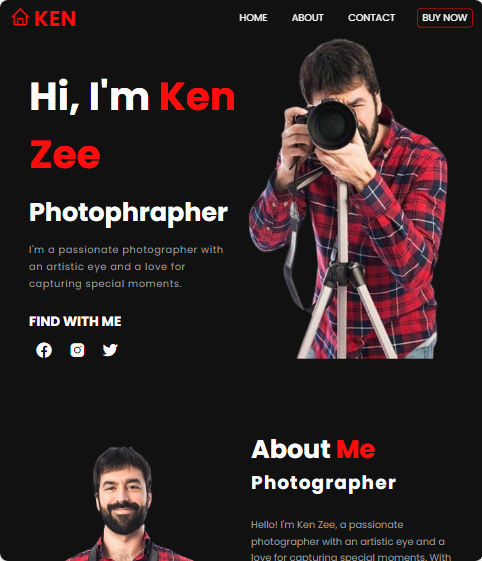 KEN
HOME ABOUT CONTACT BUY NOW
Hi, I'm Ken
Zee
Photophrapher
I'm a passionate photographer with
an artistic eye and a love for
capturing special moments.
FIND WITH ME
About Me
Photographer
Hello! I'm Ken Zee, a passionate
photographer with an artistic eye and a
love for capturing special moments. With